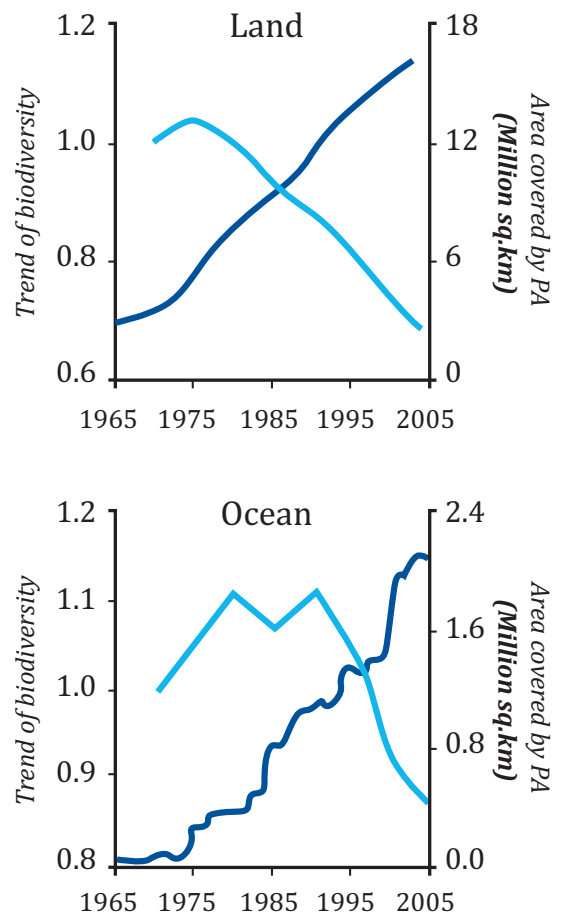 Land
Trend of biodiversity
1.2
1.0
0.8
0.6
18
12
6
0
Area covered by PA
(Million sq.km)
1965 1975 1985 1995 2005
Ocean
Trend of biodiversity
1.2
1.1
1.0
0.9
0.8
2.4
1.6
0.8
0.0
Area covered by PA
(Million sq.km)
1965 1975 1985 1995 2005